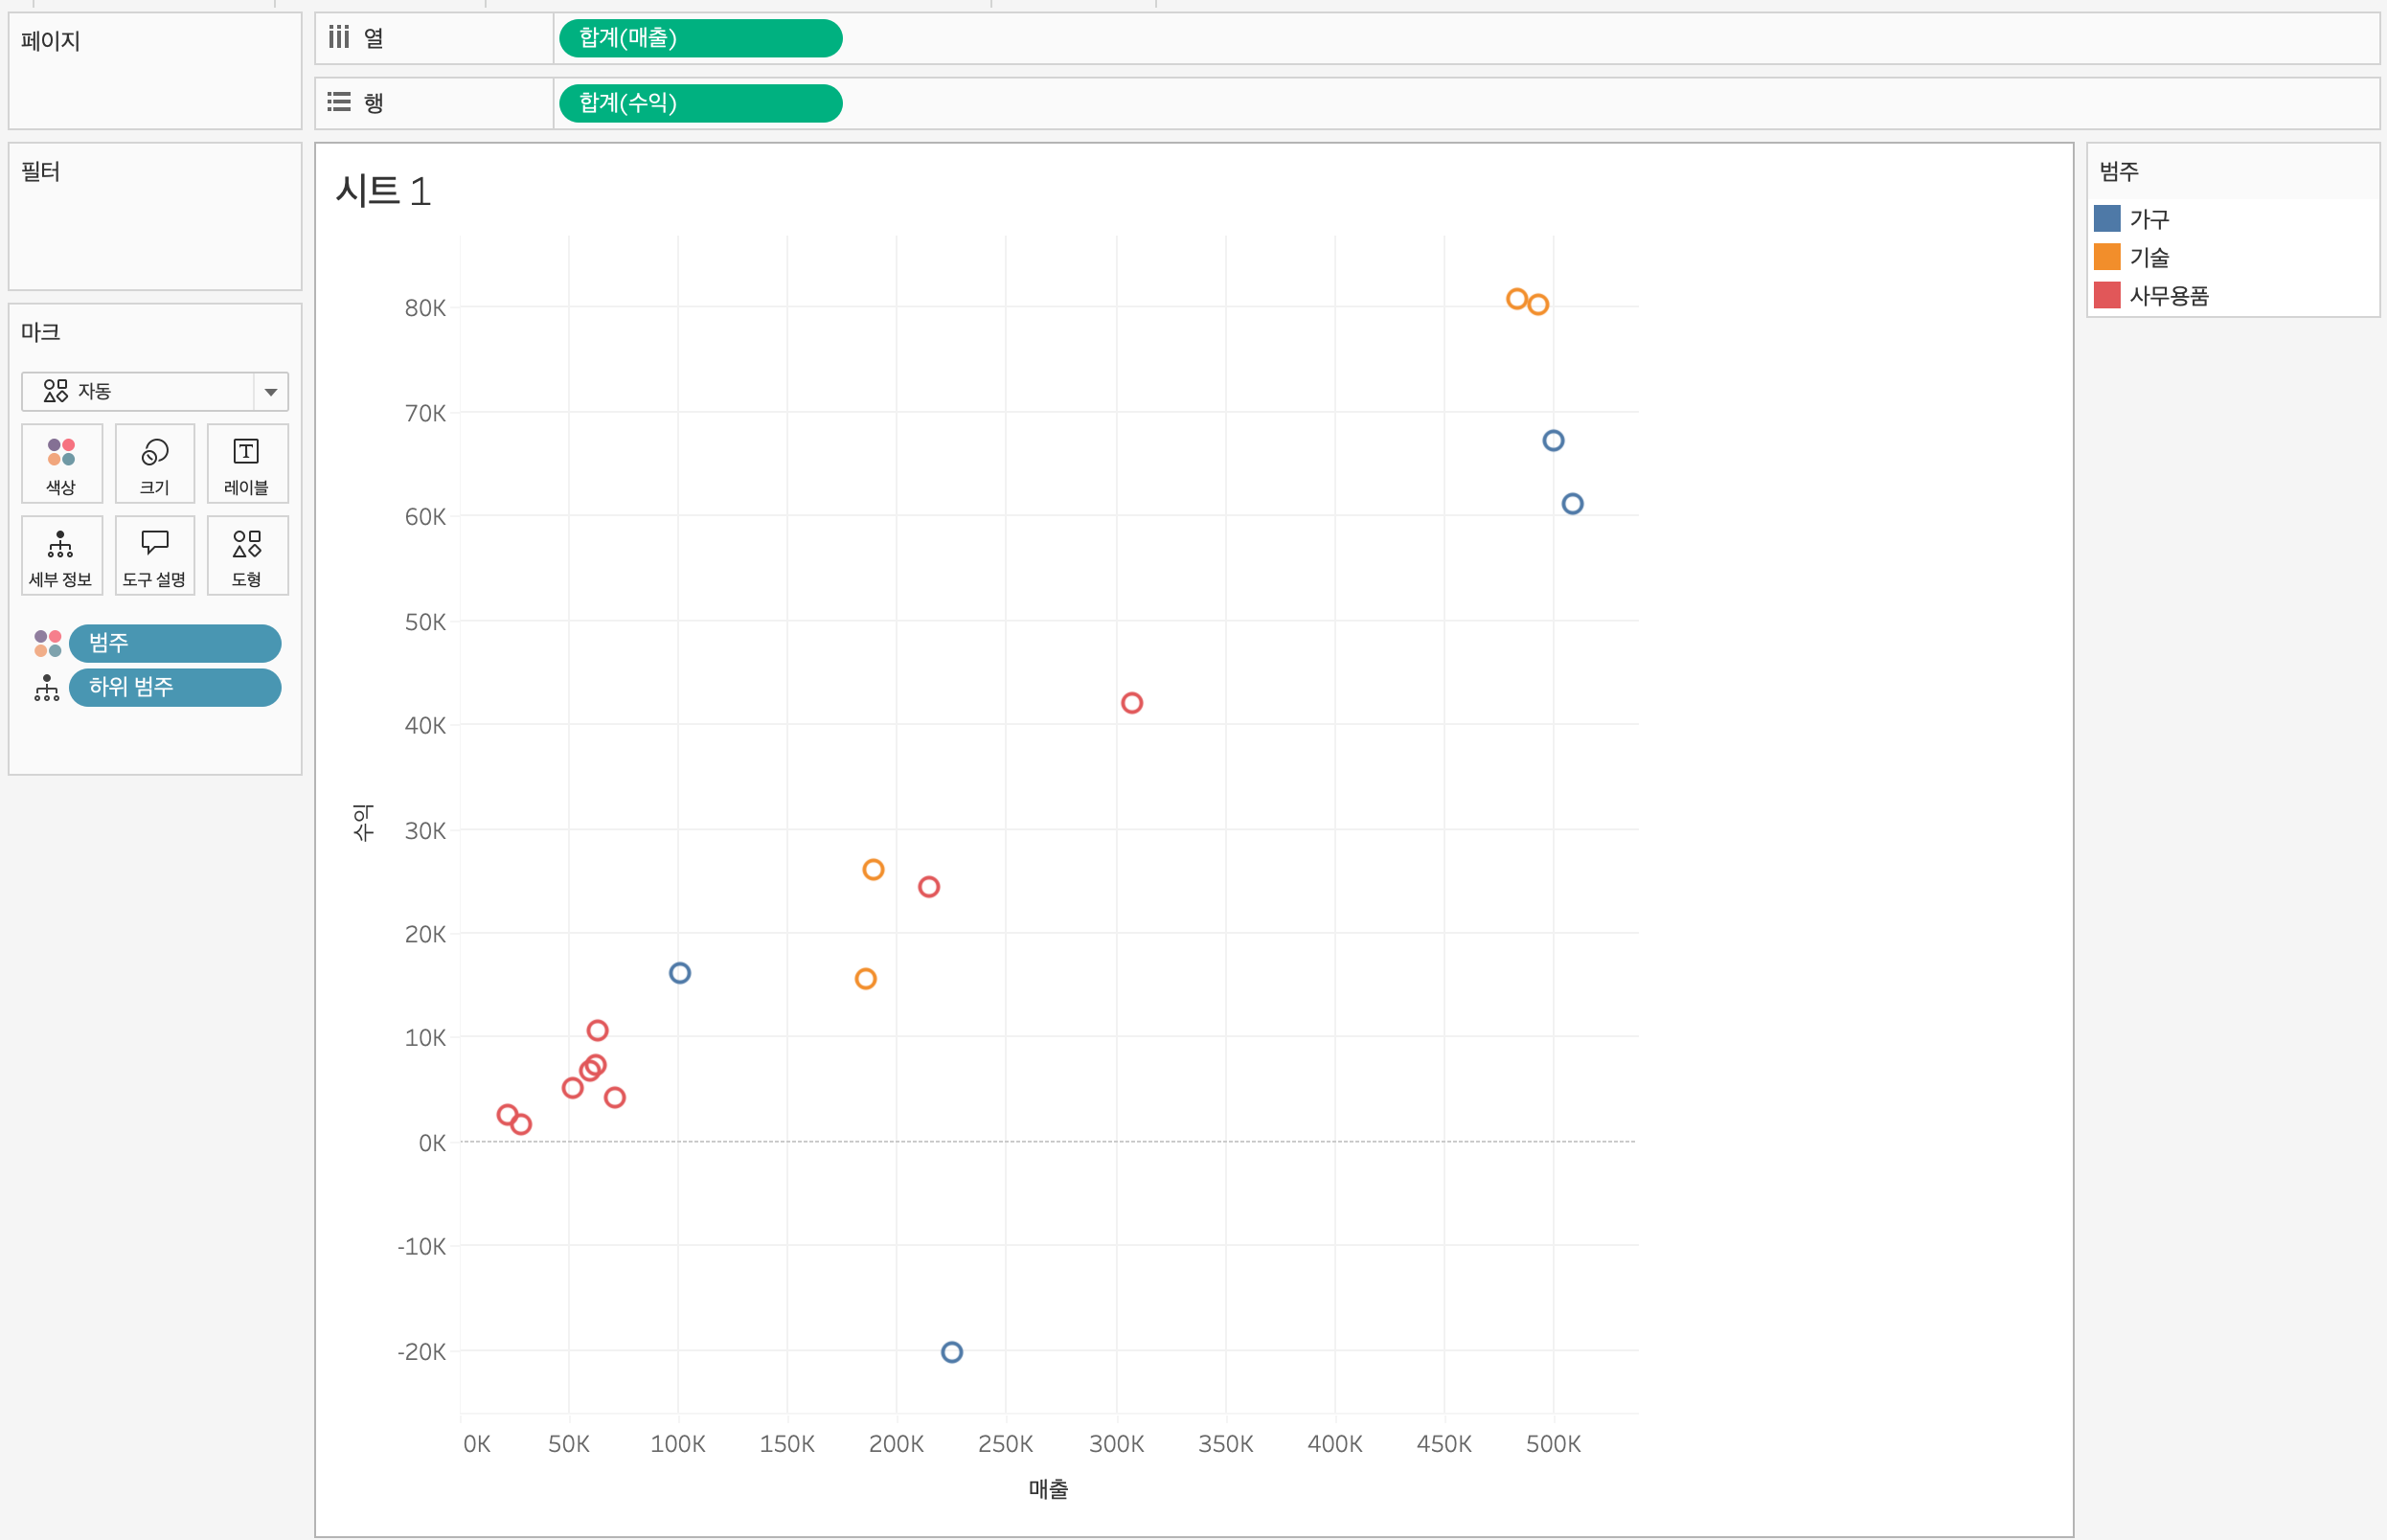 페이지
열
합계(매출)
행
합계(수익)
필터
마크
자동
색상
크기
레이블
세부 정보
도구 설명
도형
범주
하위 범주
시트 1
80K
70K
60K
50K
40K
30K
20K
10K
0K
-10K
-20K
수익
0K 50K 100K 150K 200K 250K 300K 350K 400K 450K 500K
매출
범주
가구
기술
사무용품